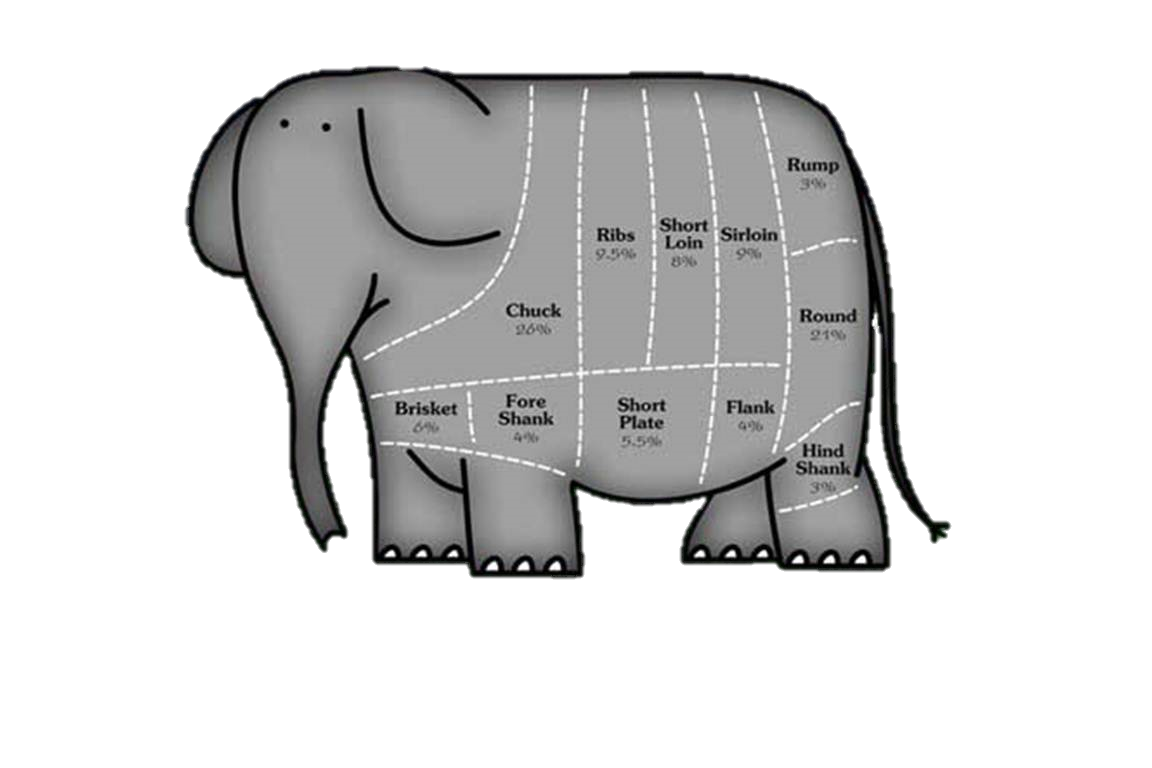 Rump
3%
Ribs
9.5%
Short
Loin
8%
Sirloin
9%
Chuck
26%
Round
21%
Brisket
6%
Fore
Shank
4%
Short
Plate
5.5%
Flank
4%
Hind
Shank
3%